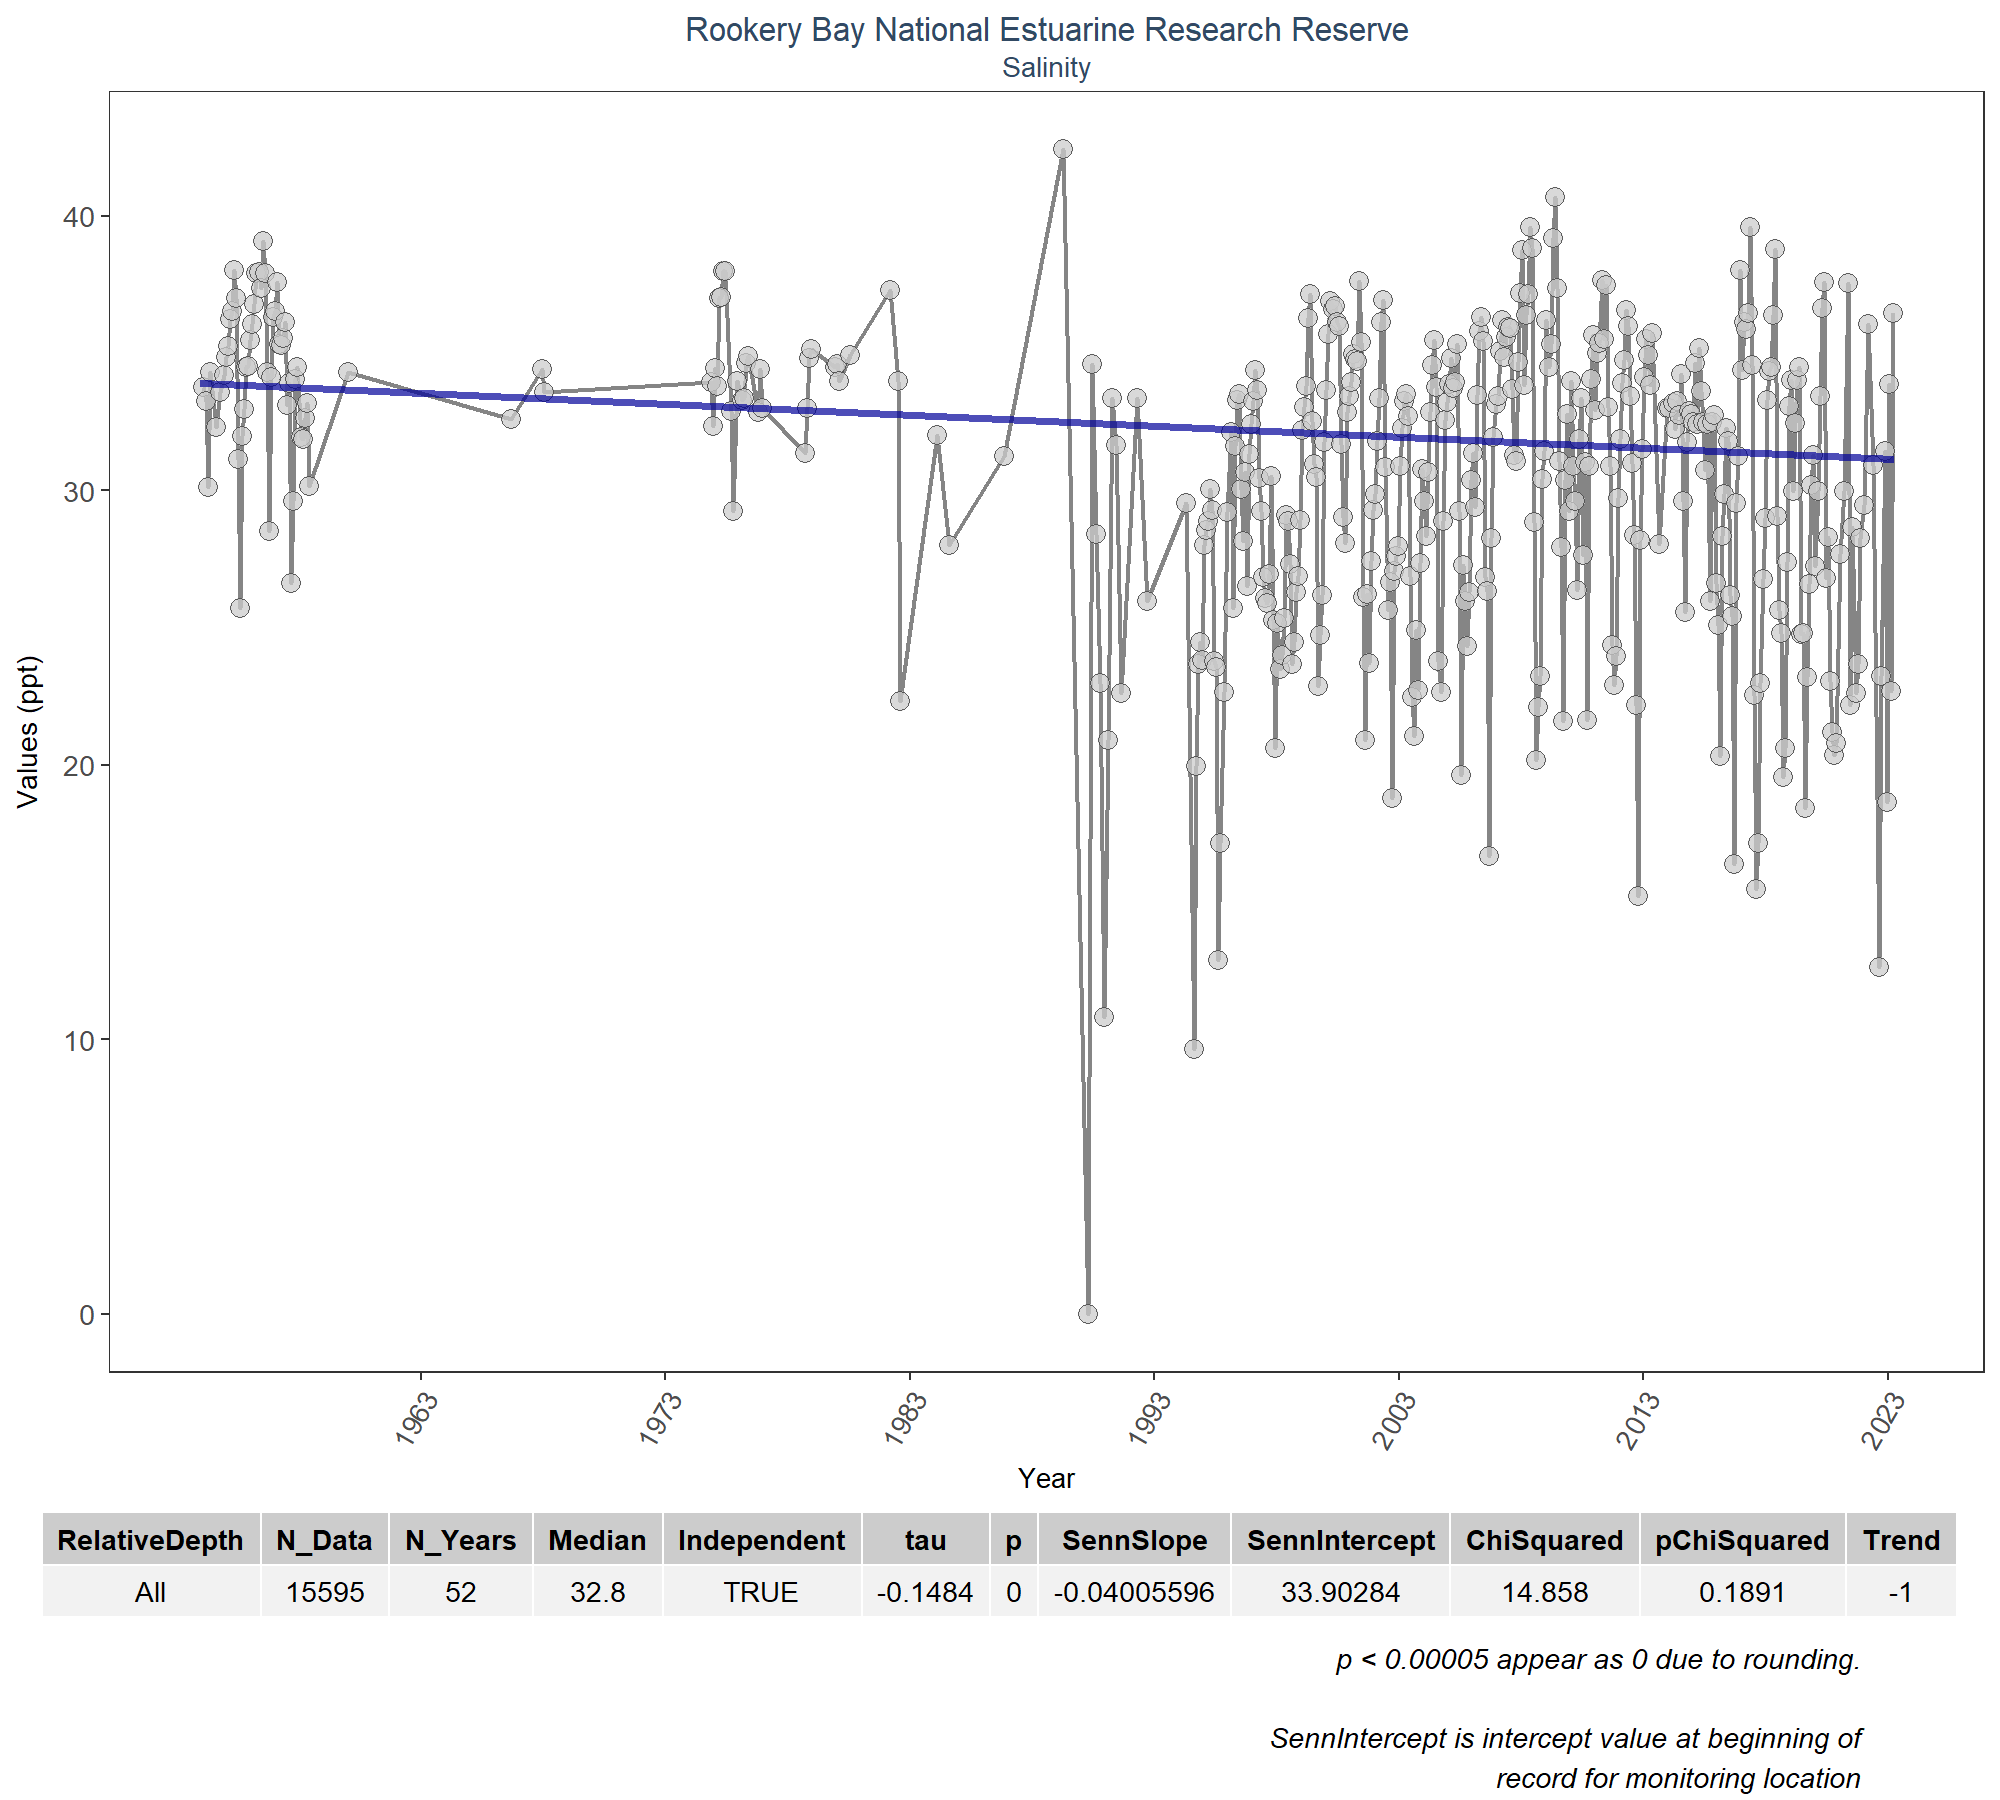 Rookery Bay National Estuarine Research Reserve
Salinity
40
30
20
10
0
Values (ppt)
1963 1973 1983 1993 2003 2013 2023
Year
RelativeDepth N_Data N_Years Median Independent tau p SennSlope SennIntercept ChiSquared pChiSquared Trend
All 15595 52 32.8 TRUE -0.1484 0 -0.04005596 33.90284 14.858 0.1891 -1
p < 0.00005 appear as 0 due to rounding.
SennIntercept is intercept value at beginning of
record for monitoring location